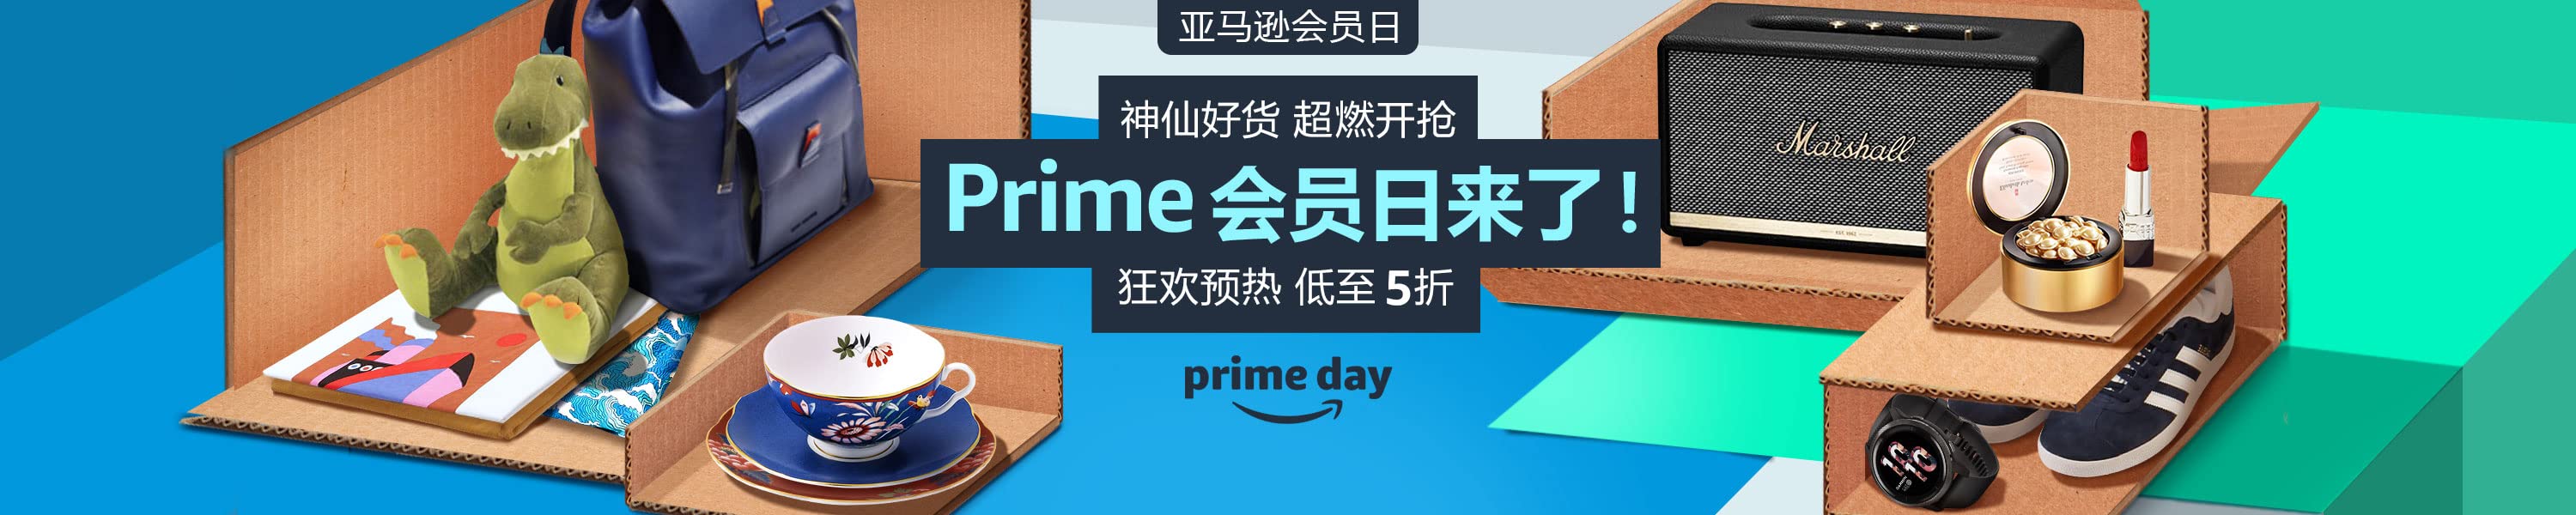 亚马逊会员日
神仙好货 超燃开抢
Prime 会员日来了!
狂欢预热 低至5折
prime day
Marshall